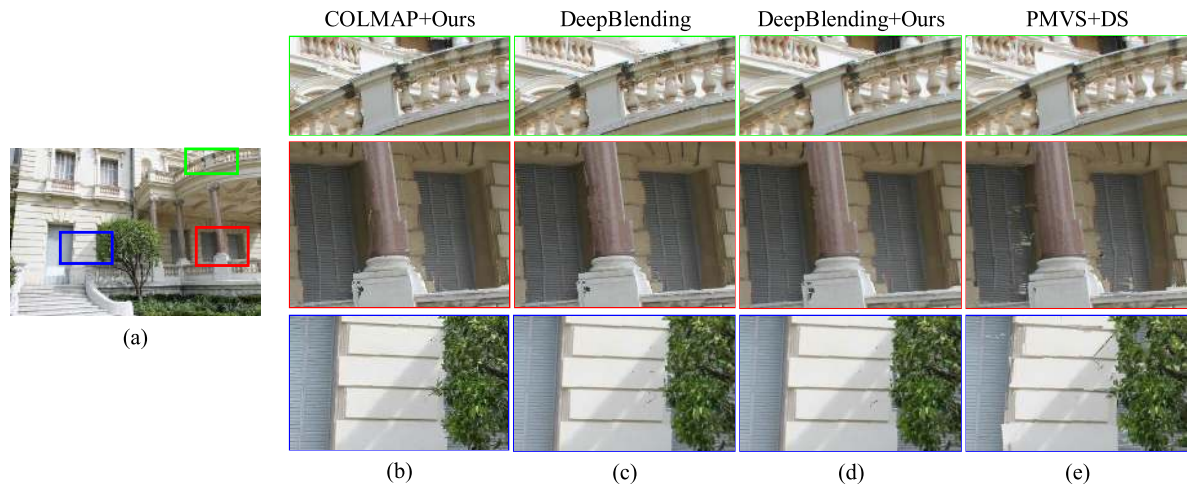 COLMAP+Ours DeepBlending DeepBlending+Ours PMVS+DS
(a)
(b) (c) (d) (e)